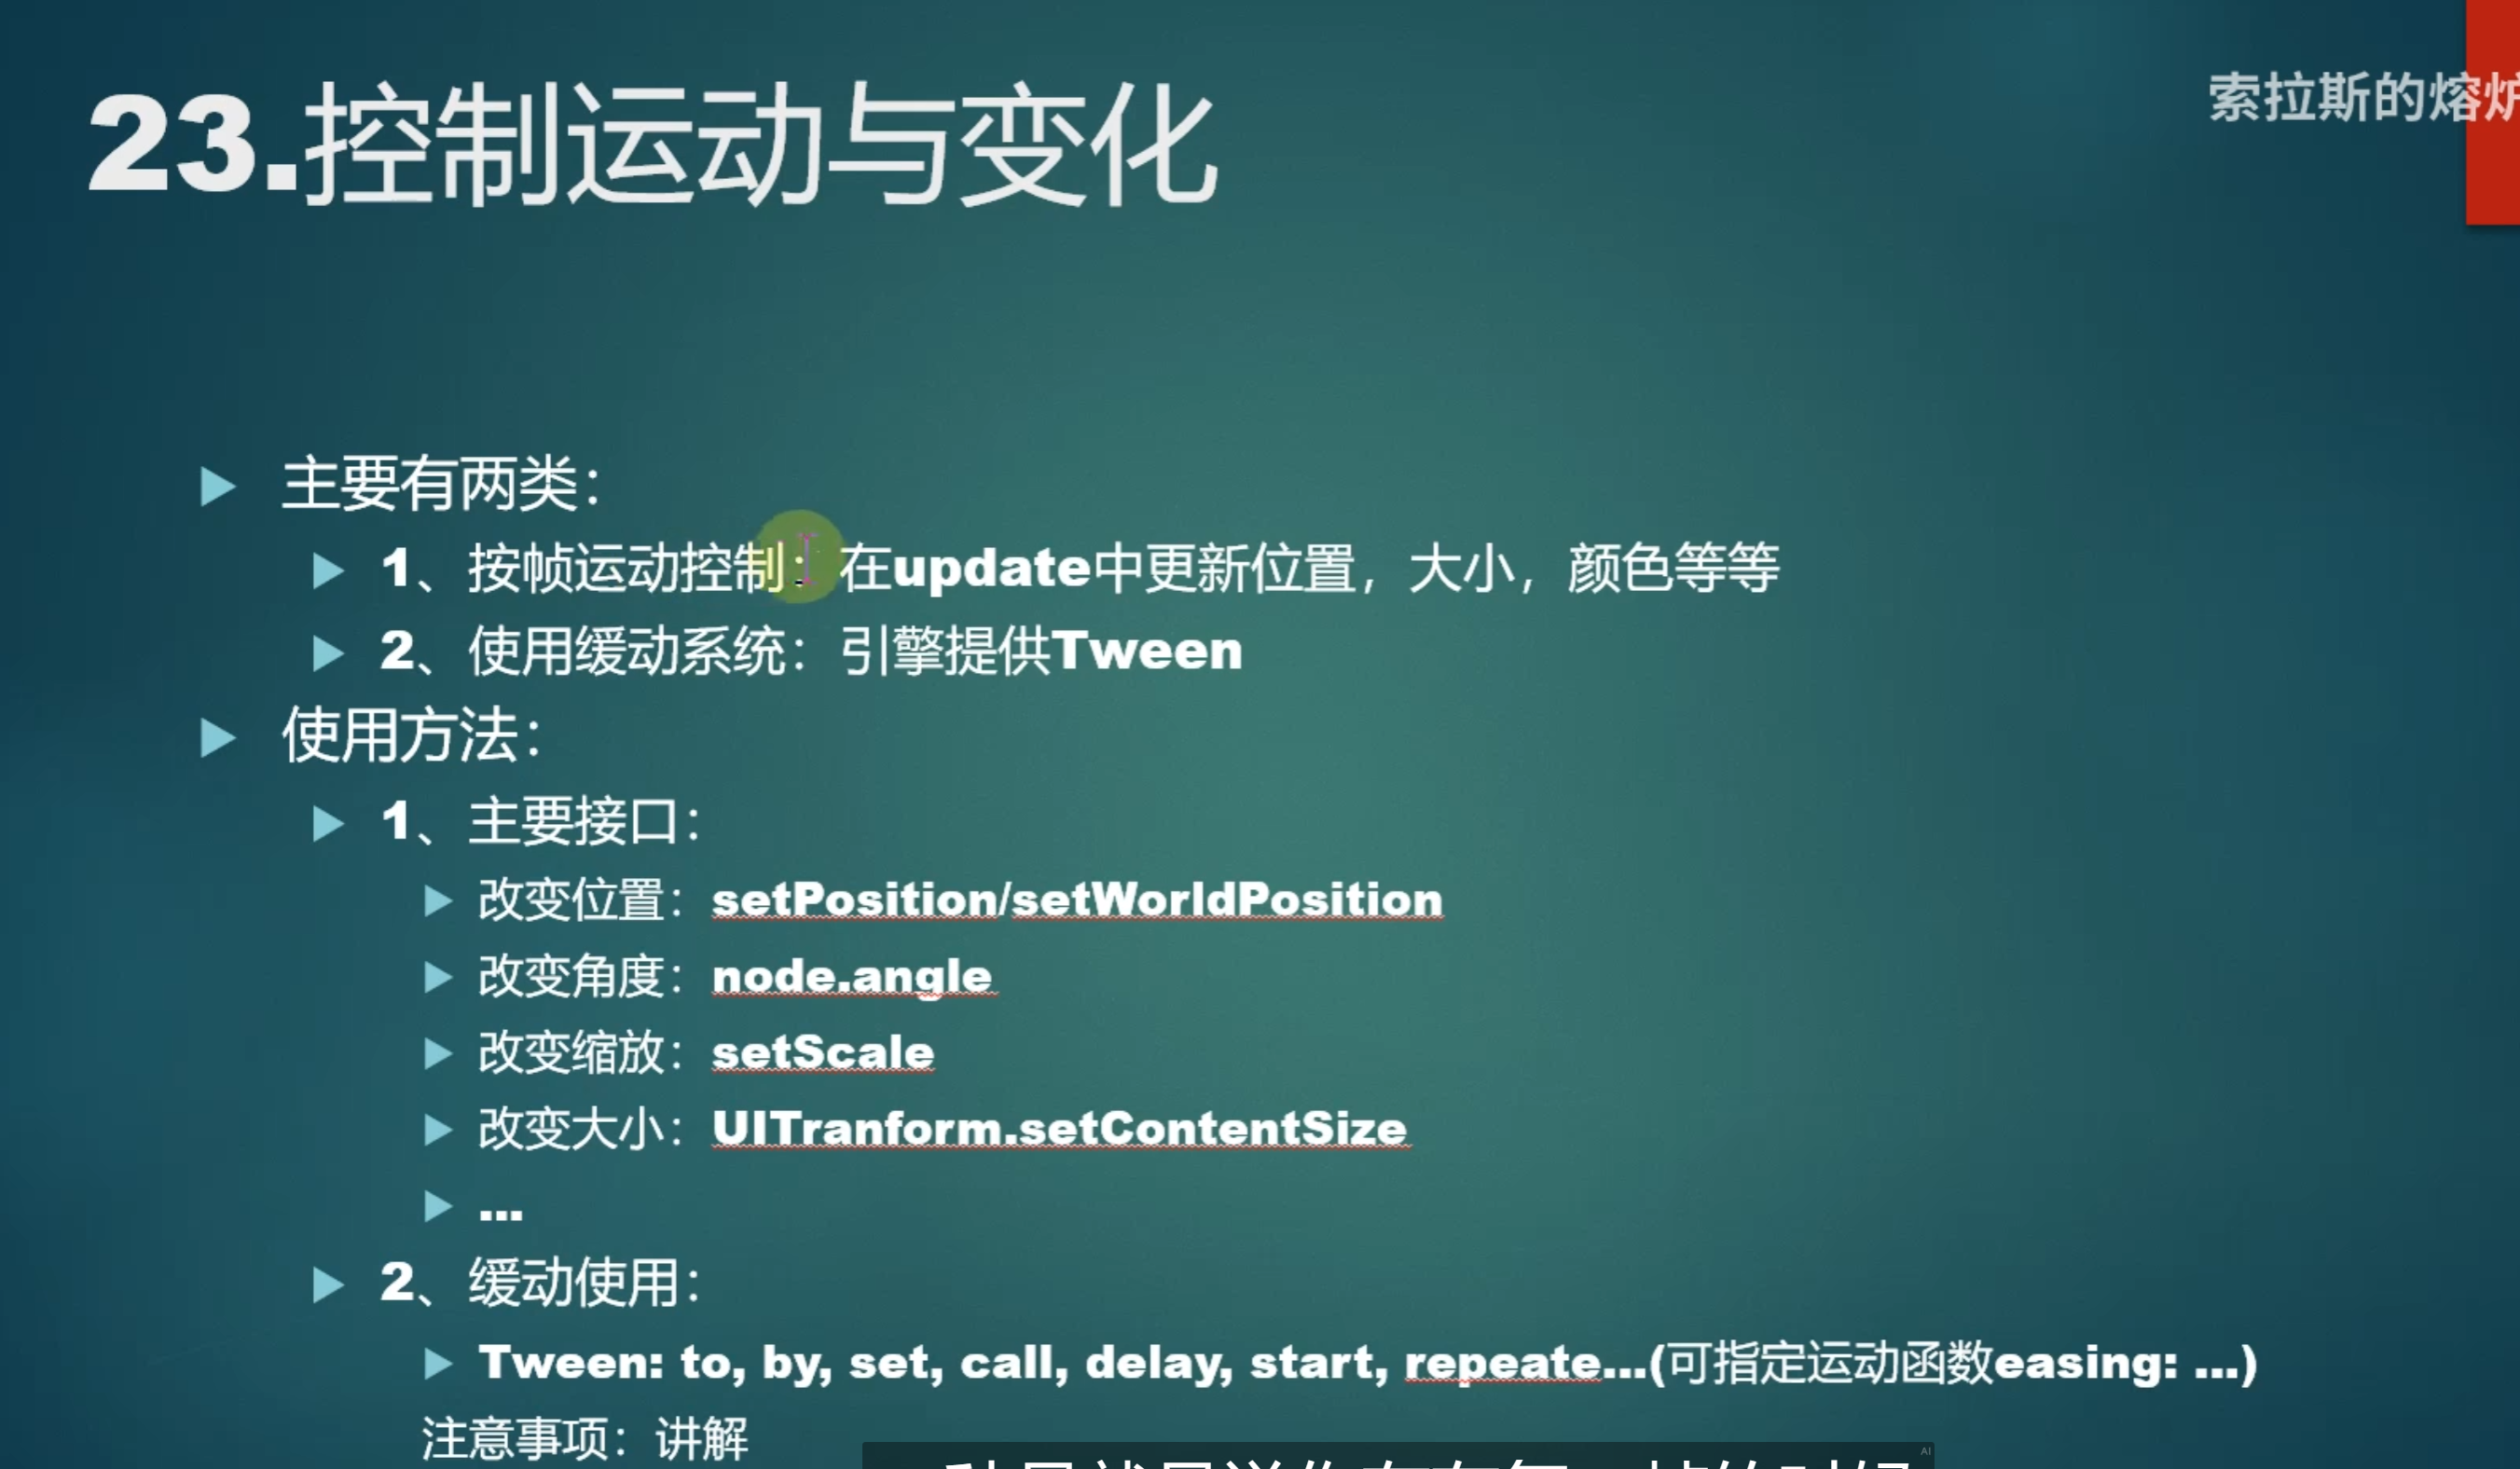 23.控制运动与变化
索拉斯的熔炉
主要有两类：
1、按帧运动控制：在update中更新位置，大小，颜色等等
2、使用缓动系统：引擎提供Tween
使用方法：
1、主要接口：
改变位置：setPosition/setWorldPosition
改变角度：node.angle
改变缩放：setScale
改变大小：UITranform.setContentSize
...
2、缓动使用：
Tween: to, by, set, call, delay, start, repeate...(可指定运动函数easing: ...)
注意事项：讲解
AI